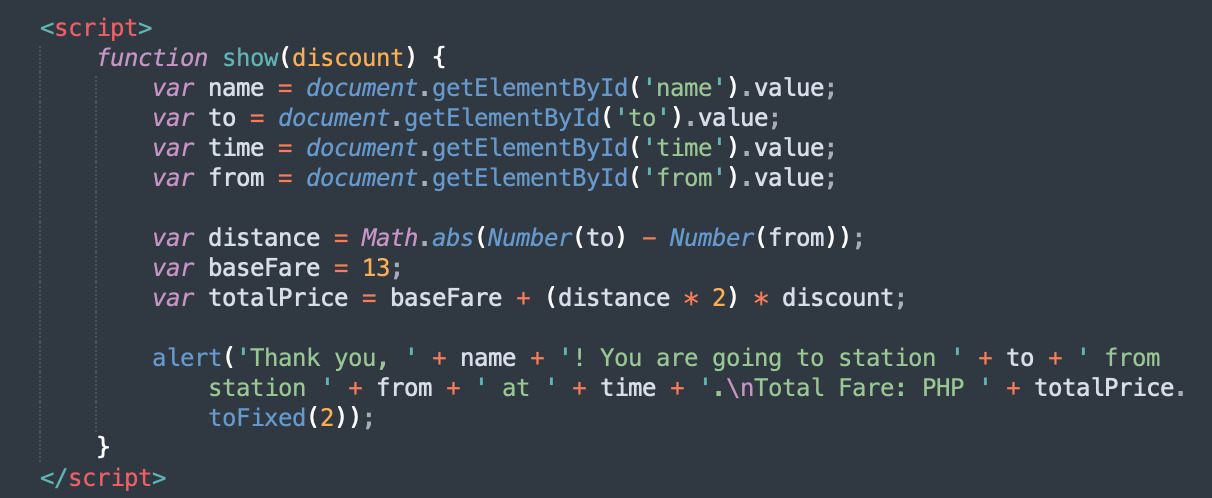 <script>
function show(discount) {
var name = document.getElementById('name').value;
var to = document.getElementById('to').value;
var time = document.getElementById('time').value;
var from = document.getElementById('from').value;
var distance = Math.abs(Number(to) - Number(from));
var baseFare = 13;
var totalPrice = baseFare + (distance * 2) * discount;
alert('Thank you, ' + name + '! You are going to station ' + to + ' from
station ' + from + ' at ' + time + '.\nTotal Fare: PHP ' + totalPrice.
toFixed(2));
}
</script>